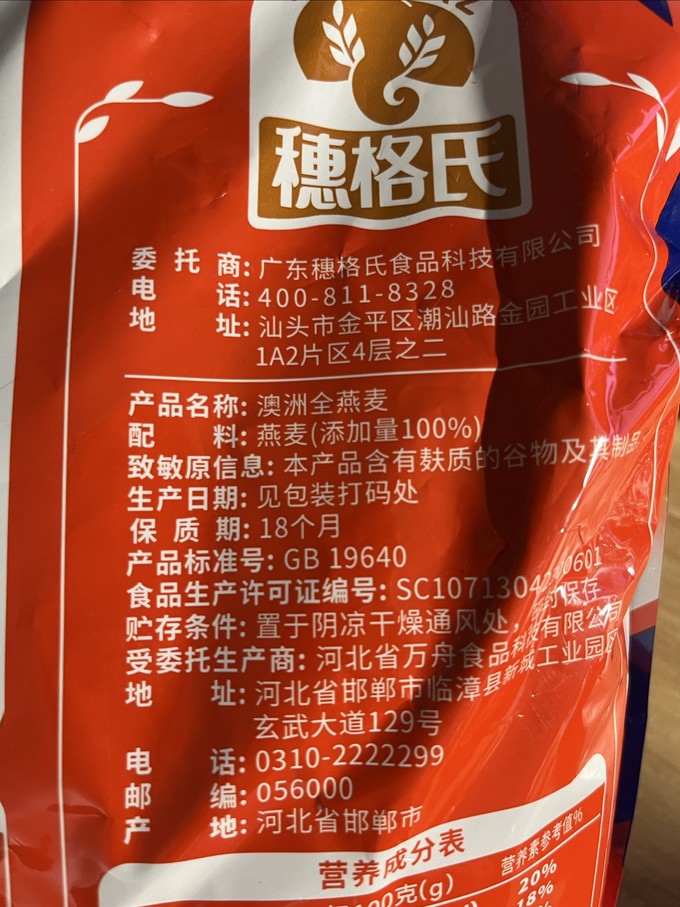 穗格氏
委托商:广东穗格氏食品科技有限公司
电话:400-811-8328
地址:汕头市金平区潮汕路金园工业区
1A2片区4层之二
产品名称:澳洲全燕麦
配料:燕麦(添加量100%)
致敏原信息:本产品含有麸质的谷物及其制品
生产日期:见包装打码处
保质期:18个月
产品标准号:GB 19640
食品生产许可证编号:
贮存条件:置于阴凉干燥通风处,即可保存
受委托生产商:河北省万舟食品科技有限公司
地址:河北省邯郸市临漳县新城工业园区
玄武大道129号
电话:0310-2222299
邮编:056000
产地:河北省邯郸市
营养成分表
100克(g) 营养素参考值%
20%
18%